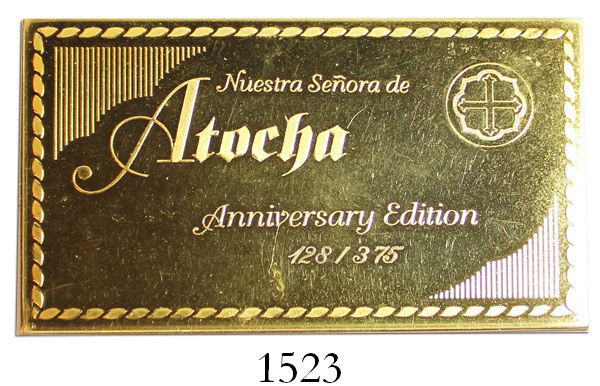 Nuestra Señora de
Atocha
Anniversary Edition
128 / 375
1523